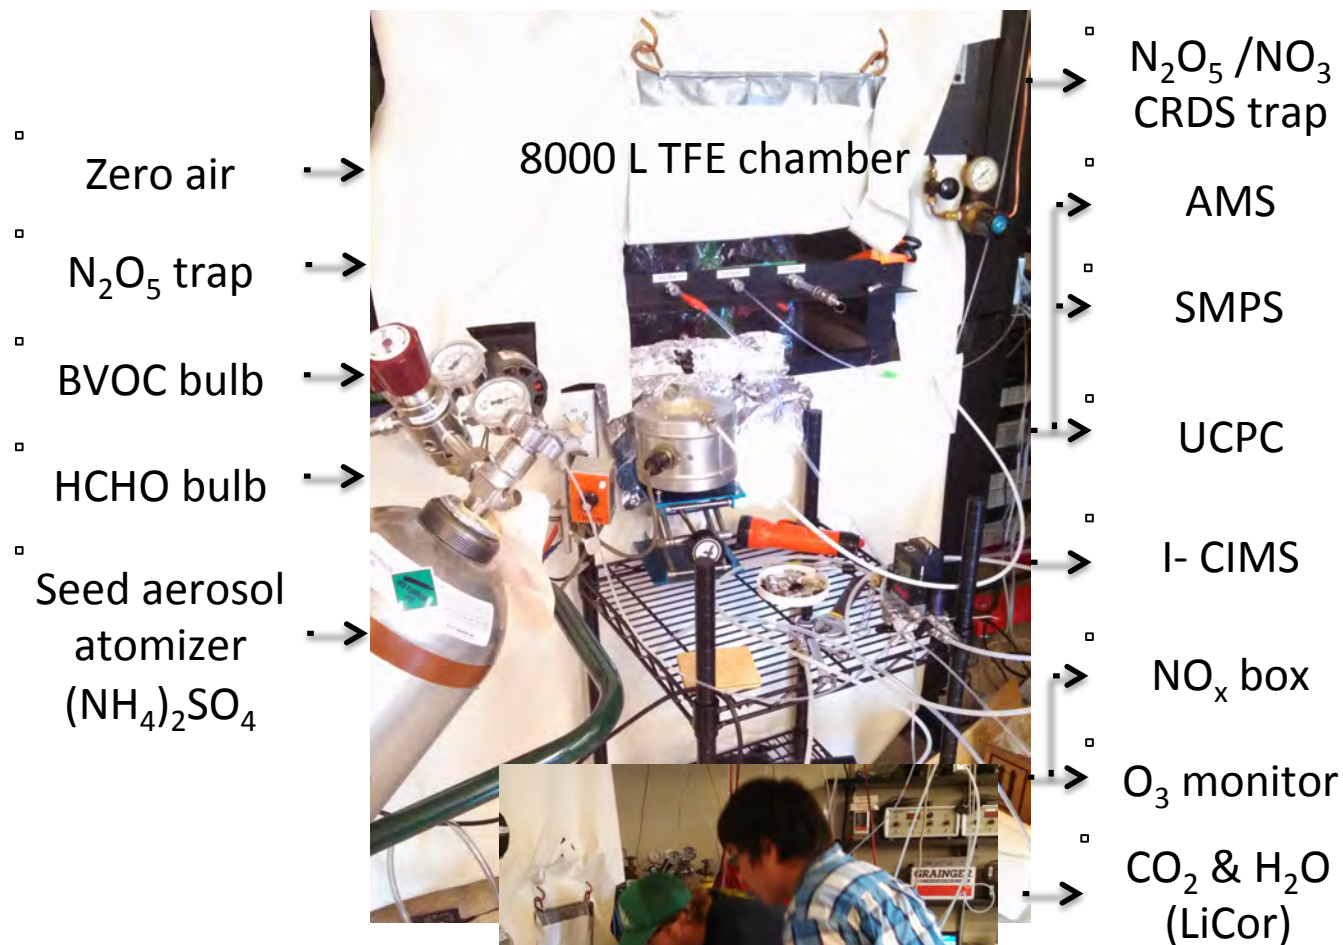 8000 L TFE chamber
Zero air
N₂O₅ trap
BVOC bulb
HCHO bulb
Seed aerosol
atomizer
(NH₄)₂SO₄
N₂O₅ /NO₃
CRDS trap
AMS
SMPS
UCPC
I- CIMS
NOₓ box
O₃ monitor
CO₂ & H₂O
(LiCor)
GRAINGER